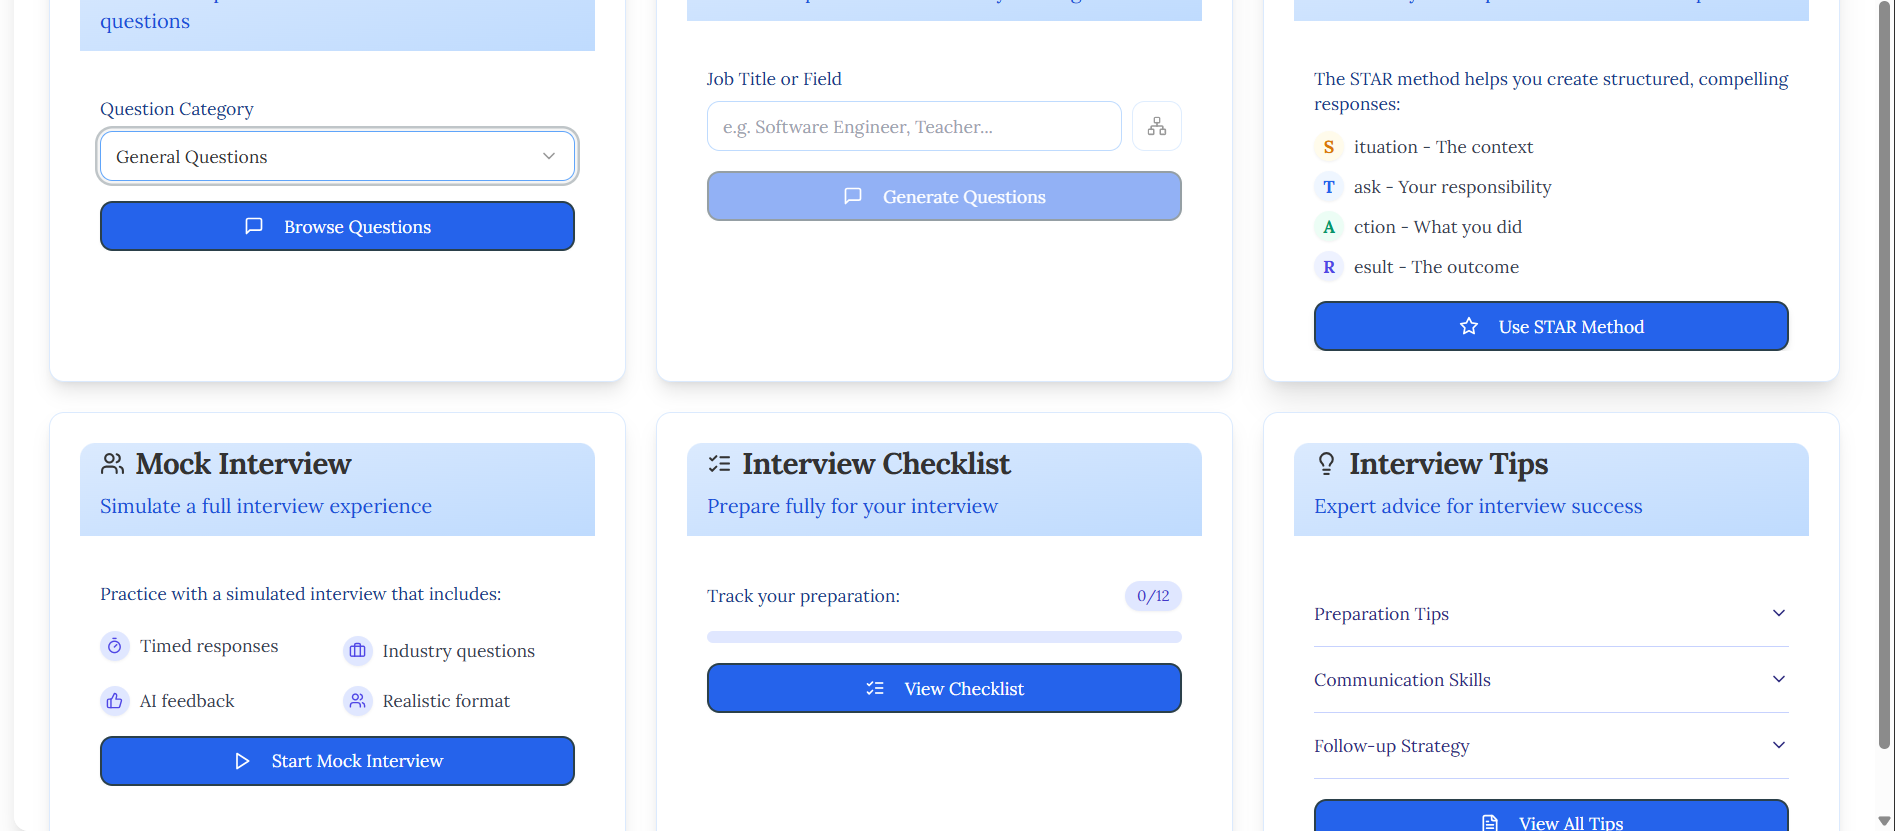 questions
Question Category
General Questions
Browse Questions
Job Title or Field
e.g. Software Engineer, Teacher...
Generate Questions
The STAR method helps you create structured, compelling
responses:
S ituation - The context
T ask - Your responsibility
A ction - What you did
R esult - The outcome
Use STAR Method
Mock Interview
Simulate a full interview experience
Practice with a simulated interview that includes:
Timed responses
Industry questions
AI feedback
Realistic format
Start Mock Interview
Interview Checklist
Prepare fully for your interview
Track your preparation:
0/12
View Checklist
Interview Tips
Expert advice for interview success
Preparation Tips
Communication Skills
Follow-up Strategy
View All Tips